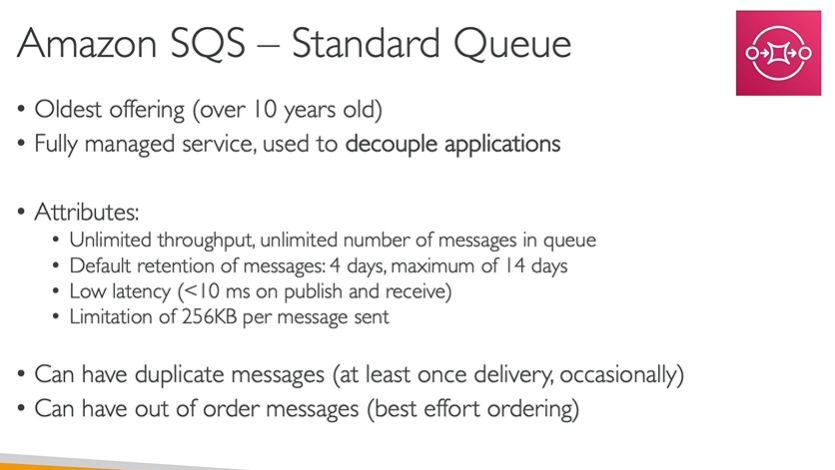 Amazon SQS – Standard Queue
• Oldest offering (over 10 years old)
• Fully managed service, used to decouple applications
• Attributes:
• Unlimited throughput, unlimited number of messages in queue
• Default retention of messages: 4 days, maximum of 14 days
• Low latency (<10 ms on publish and receive)
• Limitation of 256KB per message sent
• Can have duplicate messages (at least once delivery, occasionally)
• Can have out of order messages (best effort ordering)